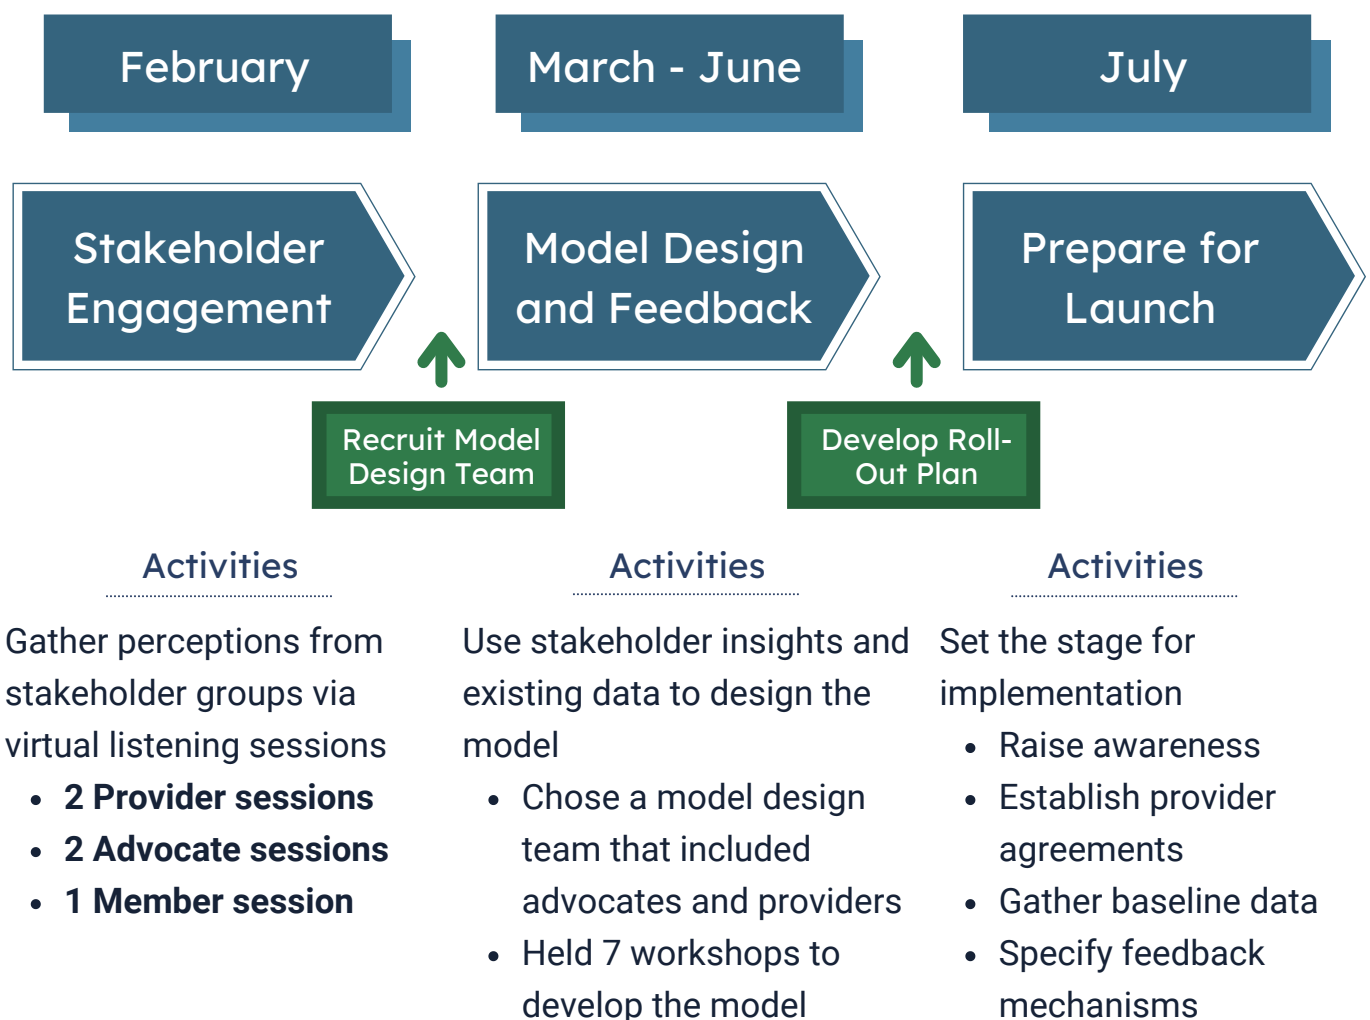 February
March - June
July
Stakeholder
Engagement
Model Design
and Feedback
Prepare for
Launch
Recruit Model
Design Team
Develop Roll-
Out Plan
Activities
Gather perceptions from
stakeholder groups via
virtual listening sessions
• 2 Provider sessions
• 2 Advocate sessions
• 1 Member session
Activities
Use stakeholder insights and
existing data to design the
model
• Chose a model design
team that included
advocates and providers
• Held 7 workshops to
develop the model
Activities
Set the stage for
implementation
• Raise awareness
• Establish provider
agreements
• Gather baseline data
• Specify feedback
mechanisms